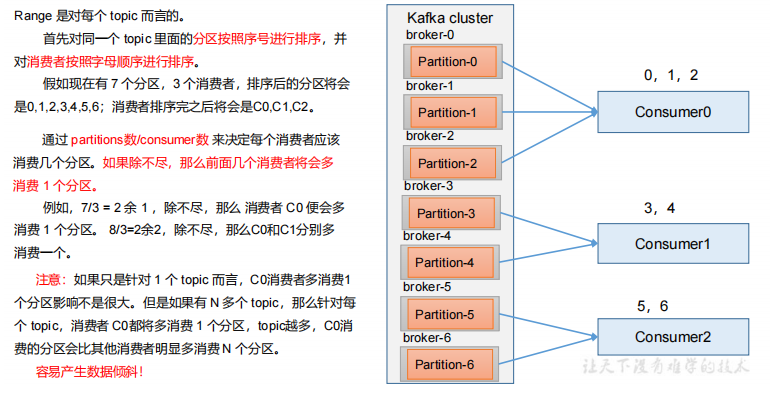 Range 是对每个 topic 而言的。
首先对同一个 topic 里面的分区按照序号进行排序，并
对消费者按照字母顺序进行排序。
假如现在有 7 个分区，3 个消费者，排序后的分区将会
是0,1,2,3,4,5,6；消费者排序完之后将会是C0,C1,C2。
通过 partitions数/consumer数 来决定每个消费者应该
消费几个分区。如果除不尽，那么前面几个消费者将会多
消费 1 个分区。
例如，7/3 = 2 余 1 ，除不尽，那么 消费者 C0 便会多
消费 1 个分区。 8/3=2余2，除不尽，那么C0和C1分别多
消费一个。
注意：如果只是针对 1 个 topic 而言，C0消费者多消费1
个分区影响不是很大。但是如果有 N 多个 topic，那么针对每
个 topic，消费者 C0都将多消费 1 个分区，topic越多，C0消
费的分区会比其他消费者明显多消费 N 个分区。
容易产生数据倾斜！
Kafka cluster
broker-0
Partition-0
broker-1
Partition-1
broker-2
Partition-2
broker-3
Partition-3
broker-4
Partition-4
broker-5
Partition-5
broker-6
Partition-6
0，1，2
Consumer0
3，4
Consumer1
5，6
Consumer2
让天下没有难学的技术